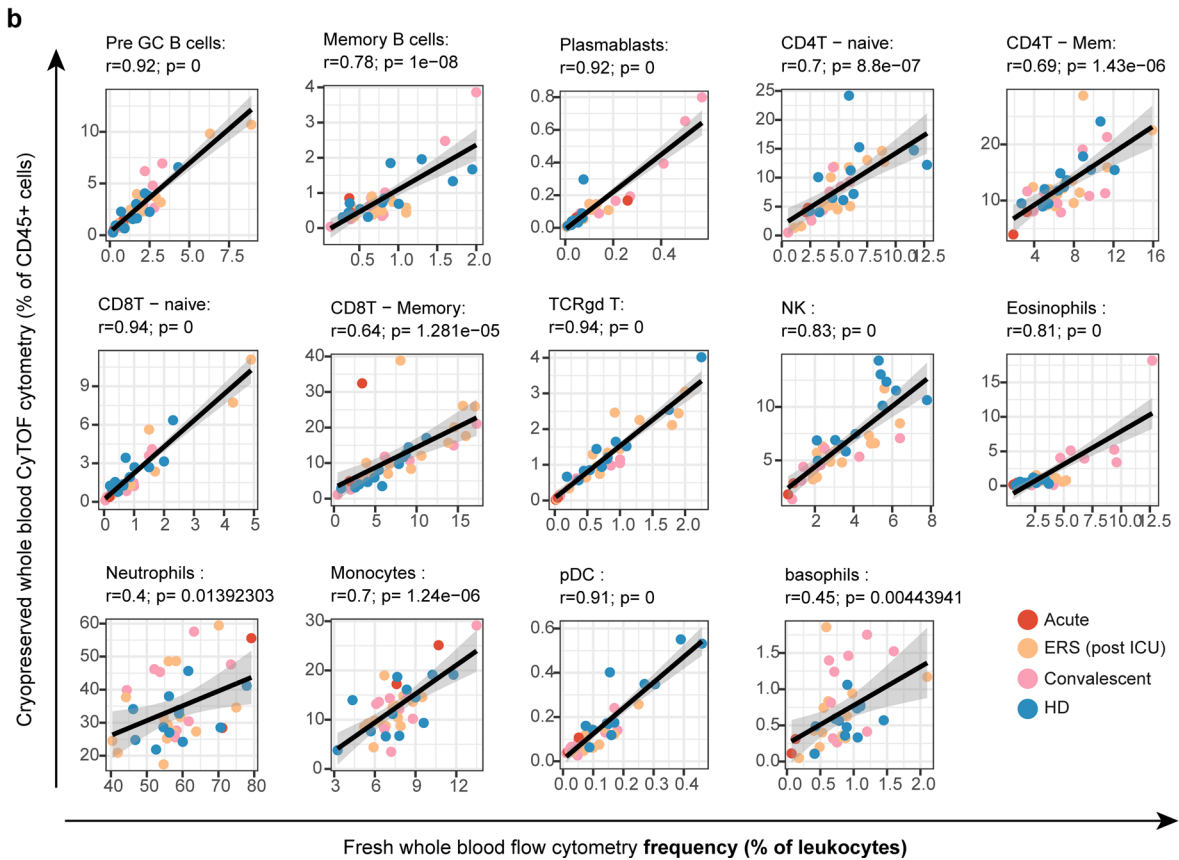 b
Cryopreserved whole blood CyTOF cytometry (% of CD45+ cells)
Pre GC B cells:
r=0.92; p= 0
10
5
0
0.0 2.5 5.0 7.5
Memory B cells:
r=0.78; p= 1e−08
4
3
2
1
0
0.5 1.0 1.5 2.0
Plasmablasts:
r=0.92; p= 0
0.8
0.6
0.4
0.2
0.0
0.0 0.2 0.4
CD4T − naive:
r=0.7; p= 8.8e−07
25
20
15
10
5
0
0.0 2.5 5.0 7.5 10.0 12.5
CD4T − Mem:
r=0.69; p= 1.43e−06
20
10
4 8 12 16
CD8T − naive:
r=0.94; p= 0
9
6
3
0
0 1 2 3 4 5
CD8T − Memory:
r=0.64; p= 1.281e−05
40
30
20
10
0
0 5 10 15
TCRgd T:
r=0.94; p= 0
4
3
2
1
0
0.0 0.5 1.0 1.5 2.0
NK :
r=0.83; p= 0
10
5
2 4 6 8
Eosinophils :
r=0.81; p= 0
15
10
5
0
2.5 5.0 7.5 10.0 12.5
Neutrophils :
r=0.4; p= 0.01392303
60
50
40
30
20
40 50 60 70 80
Monocytes :
r=0.7; p= 1.24e−06
30
20
10
0
3 6 9 12
pDC :
r=0.91; p= 0
0.6
0.4
0.2
0.0
0.0 0.1 0.2 0.3 0.4
basophils :
r=0.45; p= 0.00443941
1.5
1.0
0.5
0.0
0.0 0.5 1.0 1.5 2.0
Acute
ERS (post ICU)
Convalescent
HD
Fresh whole blood flow cytometry frequency (% of leukocytes)